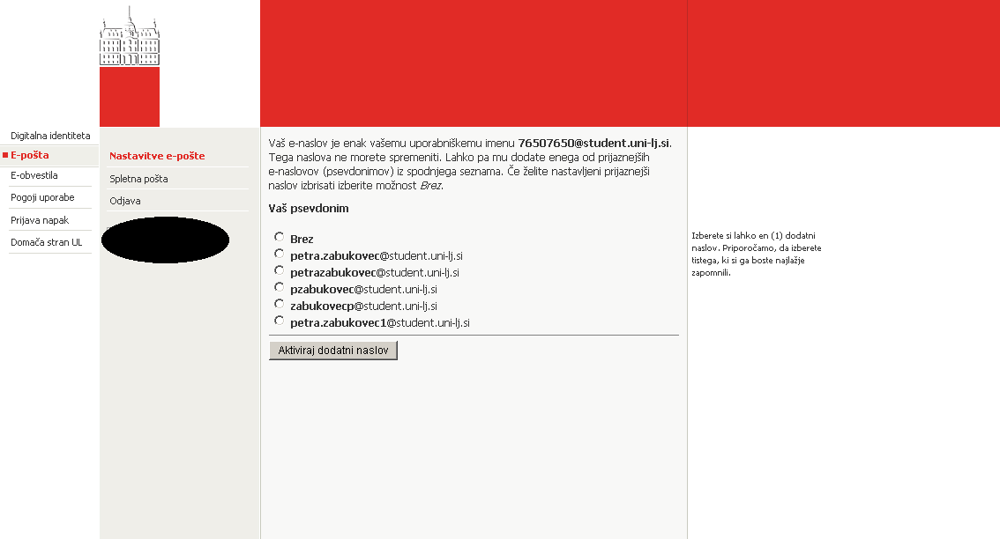 Digitalna identiteta
E-pošta
E-obvestila
Pogoji uporabe
Prijava napak
Domača stran UL
Nastavitve e-pošte
Spletna pošta
Odjava
Vaš e-naslov je enak vašemu uporabniškemu imenu 76507650@student.uni-lj.si.
Tega naslova ne morete spremeniti. Lahko pa mu dodate enega od prijaznejših
e-naslovov (psevdonimov) iz spodnjega seznama. Če želite nastavljeni prijaznejši
naslov izbrisati izberite možnost Brez.
Vaš psevdonim
Brez
petra.zabukovec@student.uni-lj.si
petrazabukovec@student.uni-lj.si
pzabukovec@student.uni-lj.si
zabukovecp@student.uni-lj.si
petra.zabukovec1@student.uni-lj.si
Aktiviraj dodatni naslov
Izberete si lahko en (1) dodatni
naslov. Priporočamo, da izberete
tistega, ki si ga boste najlažje
zapomnili.